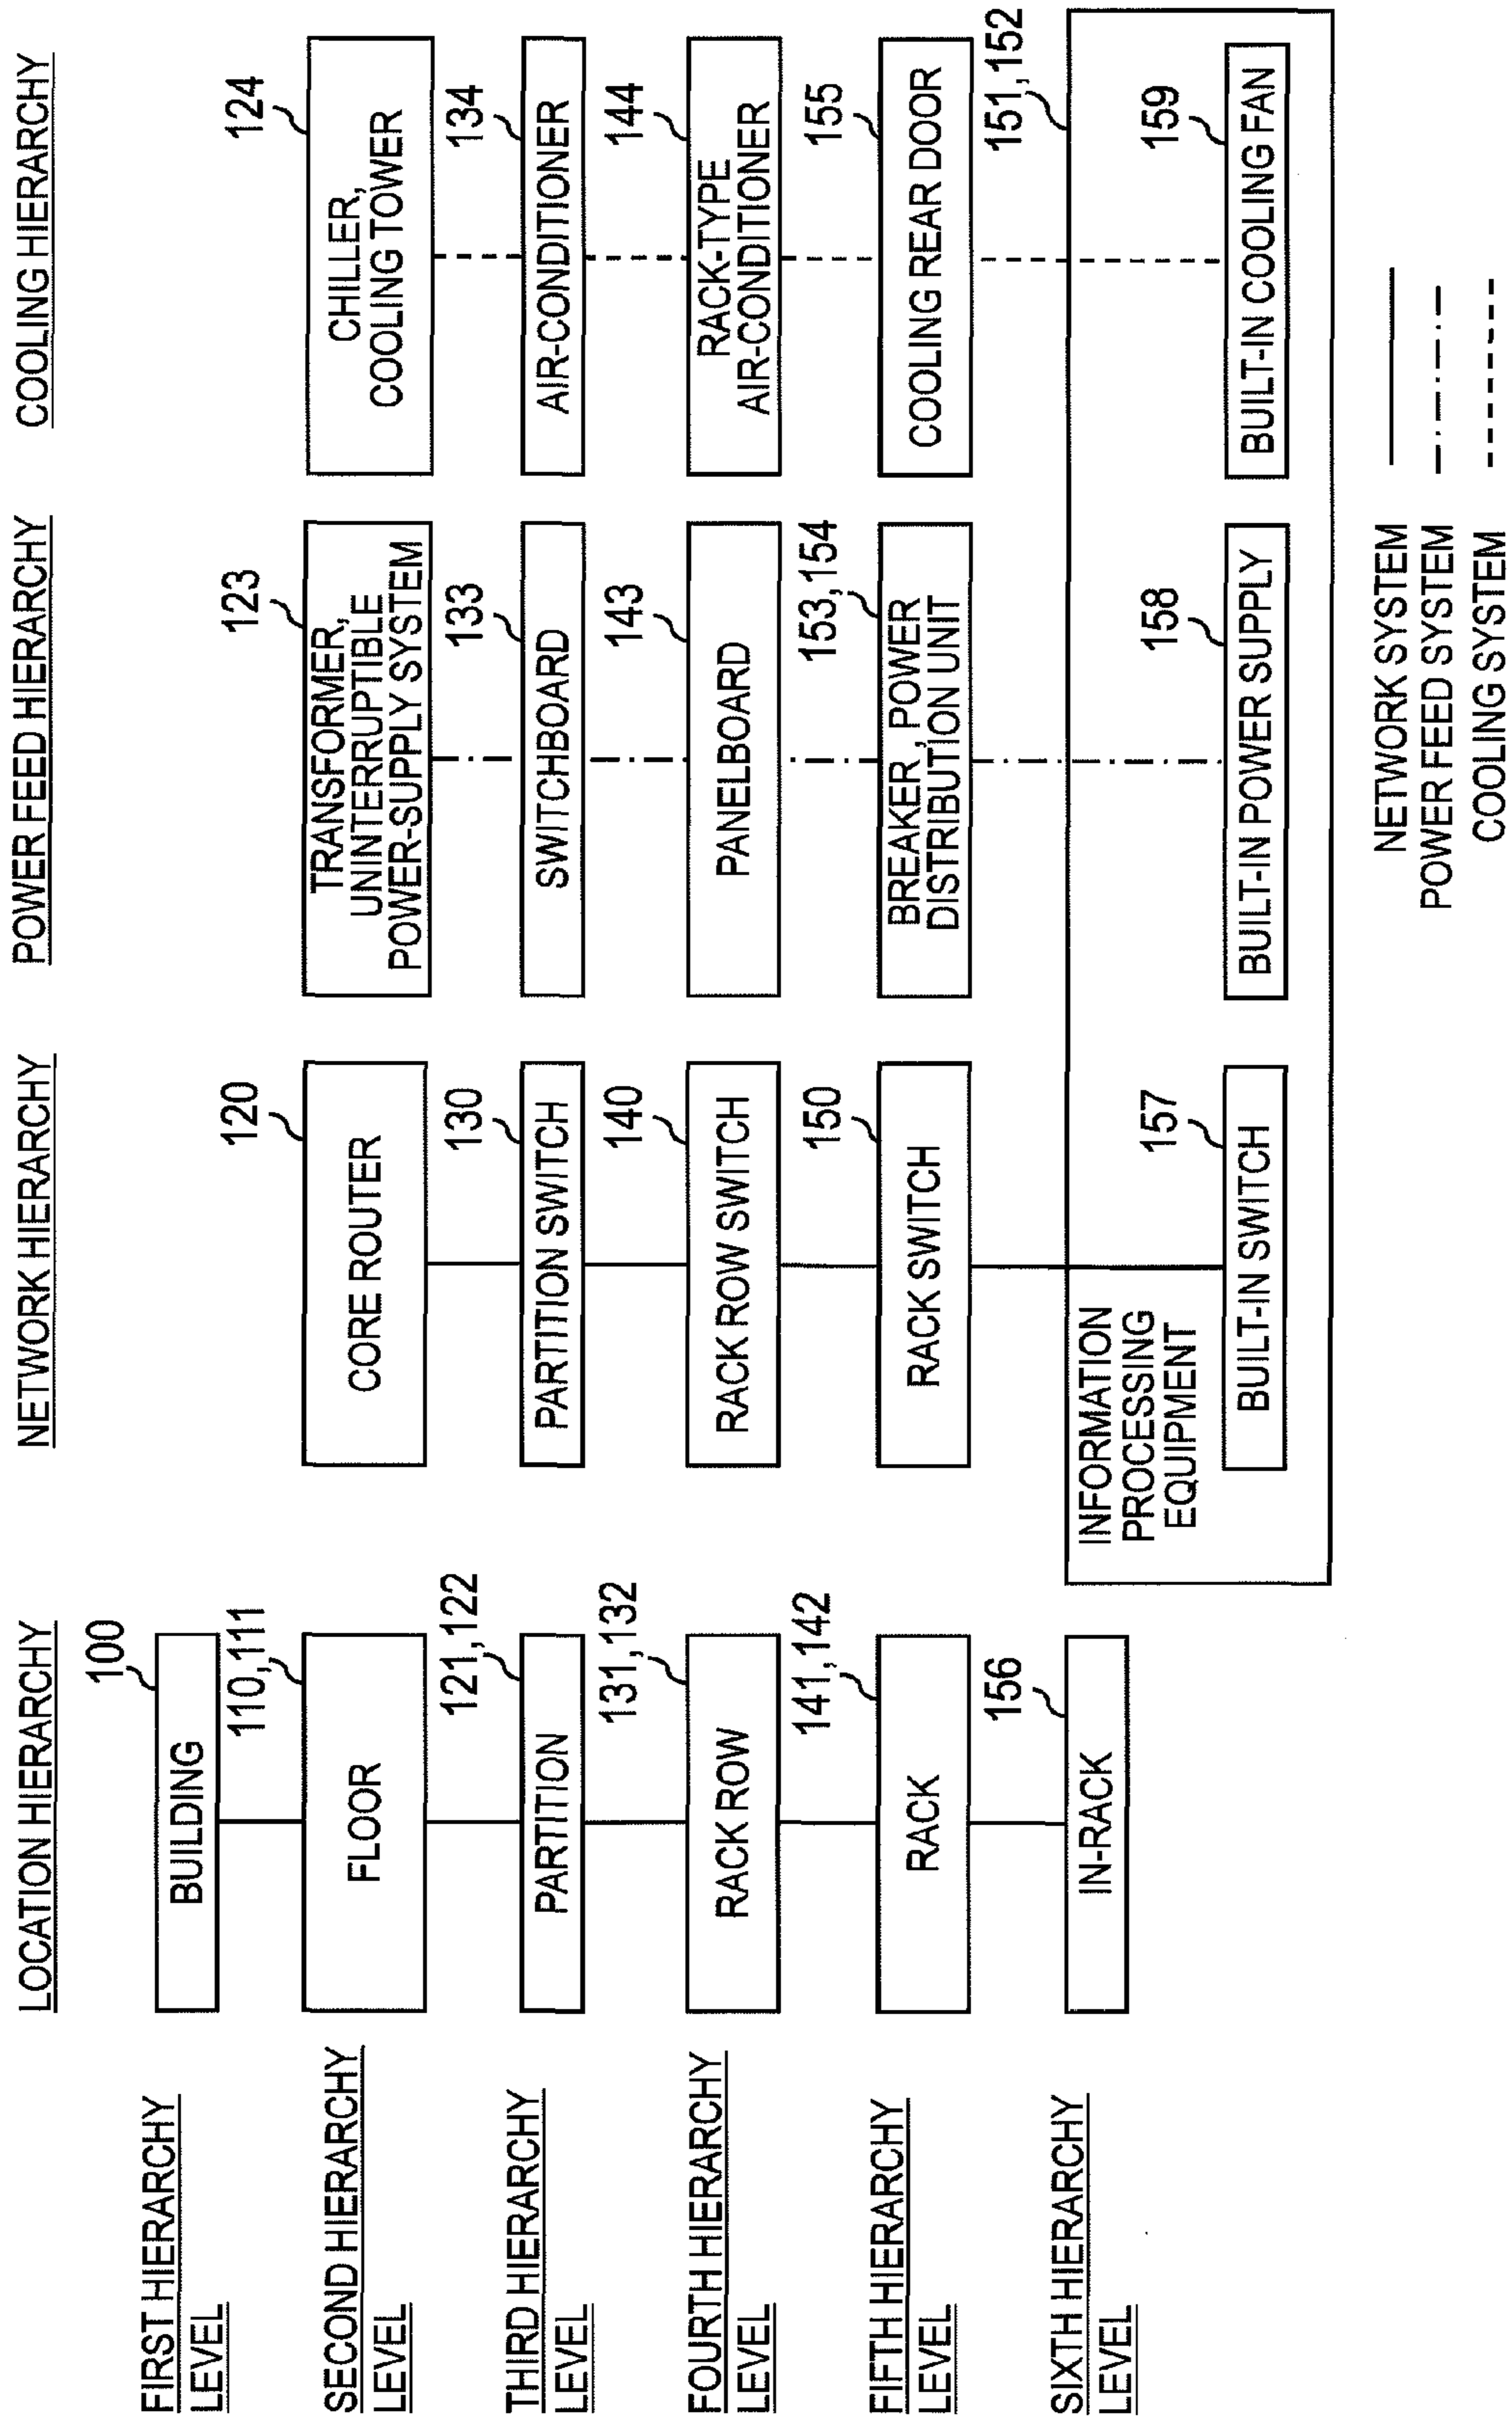 LOCATION HIERARCHY
NETWORK HIERARCHY
POWER FEED HIERARCHY
COOLING HIERARCHY
FIRST HIERARCHY
LEVEL
100
BUILDING
SECOND HIERARCHY
LEVEL
110,111
FLOOR
120
CORE ROUTER
123
TRANSFORMER,
UNINTERRUPTIBLE
POWER-SUPPLY SYSTEM
124
CHILLER,
COOLING TOWER
THIRD HIERARCHY
LEVEL
121,122
PARTITION
130
PARTITION SWITCH
133
SWITCHBOARD
134
AIR-CONDITIONER
FOURTH HIERARCHY
LEVEL
131,132
RACK ROW
140
RACK ROW SWITCH
143
PANELBOARD
144
RACK-TYPE
AIR-CONDITIONER
FIFTH HIERARCHY
LEVEL
141,142
RACK
150
RACK SWITCH
153,154
BREAKER, POWER
DISTRIBUTION UNIT
155
COOLING REAR DOOR
SIXTH HIERARCHY
LEVEL
156
IN-RACK
151,152
INFORMATION
PROCESSING
EQUIPMENT
157
BUILT-IN SWITCH
158
BUILT-IN POWER SUPPLY
159
BUILT-IN COOLING FAN
NETWORK SYSTEM
POWER FEED SYSTEM
COOLING SYSTEM